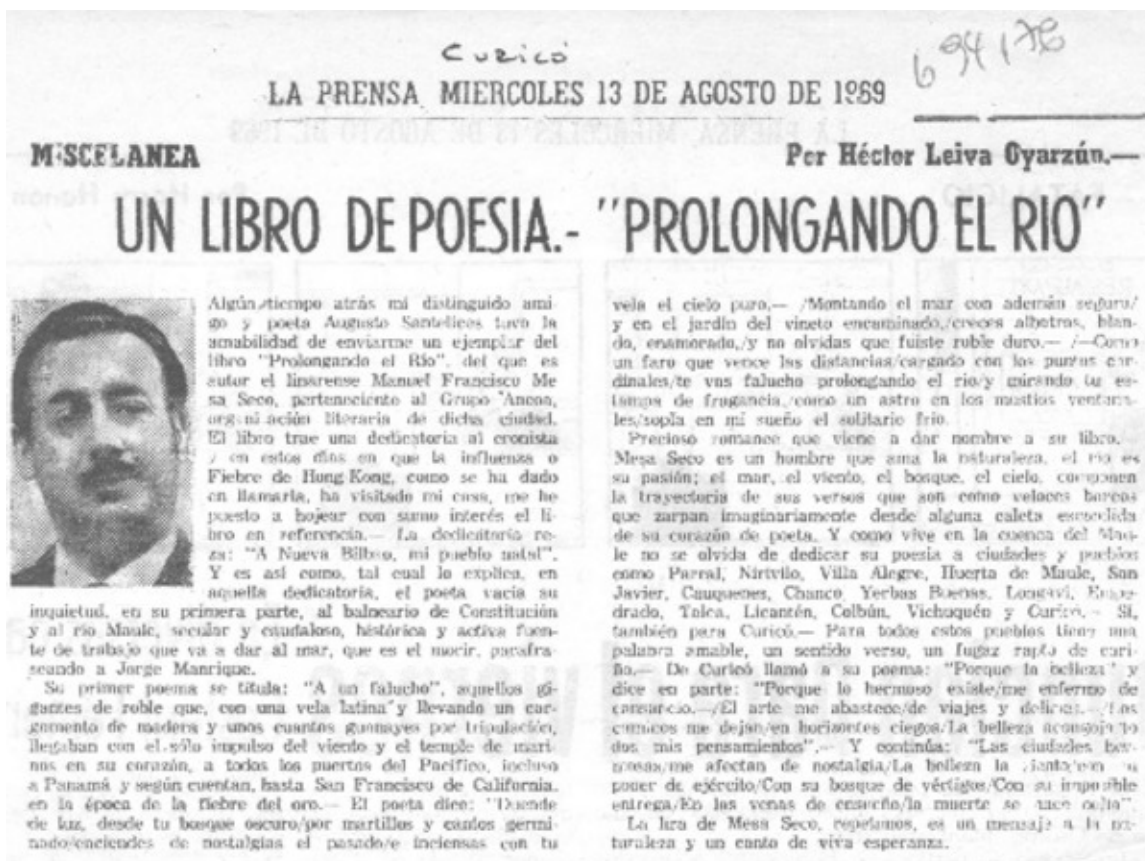 Curicó
694176
LA PRENSA MIERCOLES 13 DE AGOSTO DE 1969
MISCELANEA
Por Héctor Leiva Oyarzún.—
UN LIBRO DE POESIA.- "PROLONGANDO EL RIO"
Algún tiempo atrás mi distinguido ami-
go y poeta Augusto Santelices tuvo la
amabilidad de enviarme un ejemplar del
libro "Prolongando el Río", del que es
autor el linarense Manuel Francisco Me
sa Seco, perteneciente al Grupo Ancoa,
organización literaria de dicha ciudad.
El libro trae una dedicatoria al cronista
y en estos días en que la influenza o
Fiebre de Hong Kong, como se ha dado
en llamarla, ha visitado mi casa, me he
puesto a hojear con sumo interés el li-
bro en referencia.— La dedicatoria re-
za: "A Nueva Bilbao, mi pueblo natal".
Y es así como, tal cual lo explica, en
aquella dedicatoria, el poeta vacía su
inquietud, en su primera parte, al balneario de Constitución
y al río Maule, secular y caudaloso, histórica y activa fuen-
te de trabajo que va a dar al mar, que es el morir, parafra-
seando a Jorge Manrique.
Su primer poema se titula: "A un falucho", aquellos gi-
gantes de roble que, con una vela latina y llevando un car-
gamento de madera y unos cuantos guanayes por tripulación,
llegaban con el sólo impulso del viento y el temple de mari-
nos en su corazón, a todos los puertos del Pacífico, incluso
a Panamá y según cuentan, hasta San Francisco de California,
en la época de la fiebre del oro.— El poeta dice: "Duende
de luz, desde tu bosque oscuro/por martillos y cantos germi-
nado/enciendes de nostalgias el pasado/e inciensas con tu
vela el cielo puro.— /Montando el mar con ademán seguro/
y en el jardín del viento encaminado,/creces albatros, blan-
do, enamorado,/y no olvidas que fuiste roble duro.— /—Como
un faro que vence las distancias/cargado con los puntos car-
dinales/te vas falucho prolongando el río/y mirando tu es-
tampa de fragancia,/como un astro en los mustios ventana-
les/sopla en mi sueño el solitario frío.
Precioso romance que viene a dar nombre a su libro.
Mesa Seco es un hombre que ama la naturaleza, el río es
su pasión; el mar, el viento, el bosque, el cielo, componen
la trayectoria de sus versos que son como veloces barcos
que zarpan imaginariamente desde alguna caleta escondida
de su corazón de poeta. Y como vive en la cuenca del Mau-
le no se olvida de dedicar su poesía a ciudades y pueblos
como Parral, Nirivilo, Villa Alegre, Huerta de Maule, San
Javier, Cauquenes, Chanco, Yerbas Buenas, Longaví, Empe-
drado, Talca, Licantén, Colbún, Vichuquén y Curicó.— Sí,
también para Curicó.— Para todos estos pueblos tiene una
palabra amable, un sentido verso, un fugaz rapto de cari-
ño.— De Curicó llamó a su poema: "Porque la belleza" y
dice en parte: "Porque lo hermoso existe/me enfermo de
cansancio.—/El arte me abastece/de viajes y delicias.—/Los
caminos me dejan/en horizontes ciegos/La belleza to-
dos mis pensamientos".— Y continúa: "Las ciudades her-
mosas/me afectan de nostalgia/La belleza la su
poder de ejército/Con su bosque de vértigos/Con su imposible
entrega/En las venas de ensueño/la muerte se
La lira de Mesa Seco, repetimos, es un mensaje a la na-
turaleza y un canto de viva esperanza.